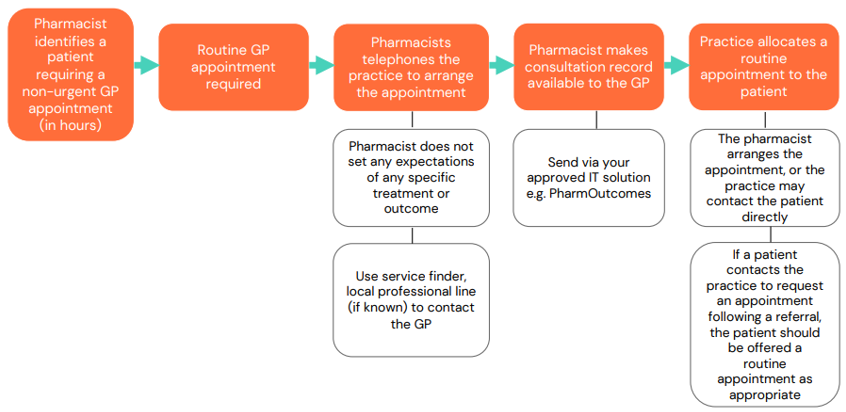 Pharmacist
identifies a
patient
requiring a
non-urgent GP
appointment
(in hours)
Routine GP
appointment
required
Pharmacists
telephones the
practice to arrange
the appointment
Pharmacist makes
consultation record
available to the GP
Practice allocates a
routine
appointment to the
patient
Pharmacist does not
set any expectations
of any specific
treatment or
outcome
Use service finder,
local professional line
(if known) to contact
the GP
Send via your
approved IT solution
e.g. PharmOutcomes
The pharmacist
arranges the
appointment, or the
practice may
contact the patient
directly
If a patient
contacts the
practice to request
an appointment
following a referral,
the patient should
be offered a
routine
appointment as
appropriate